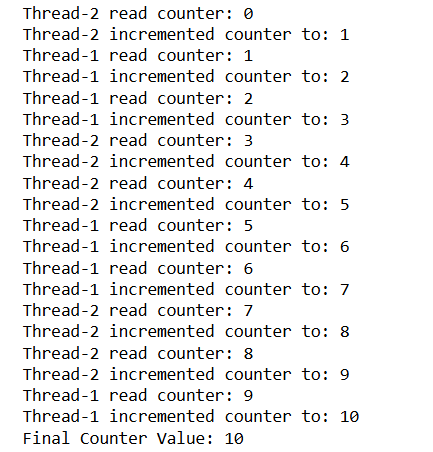 Thread-2 read counter: 0
Thread-2 incremented counter to: 1
Thread-1 read counter: 1
Thread-1 incremented counter to: 2
Thread-1 read counter: 2
Thread-1 incremented counter to: 3
Thread-2 read counter: 3
Thread-2 incremented counter to: 4
Thread-2 read counter: 4
Thread-2 incremented counter to: 5
Thread-1 read counter: 5
Thread-1 incremented counter to: 6
Thread-1 read counter: 6
Thread-1 incremented counter to: 7
Thread-2 read counter: 7
Thread-2 incremented counter to: 8
Thread-2 read counter: 8
Thread-2 incremented counter to: 9
Thread-1 read counter: 9
Thread-1 incremented counter to: 10
Final Counter Value: 10